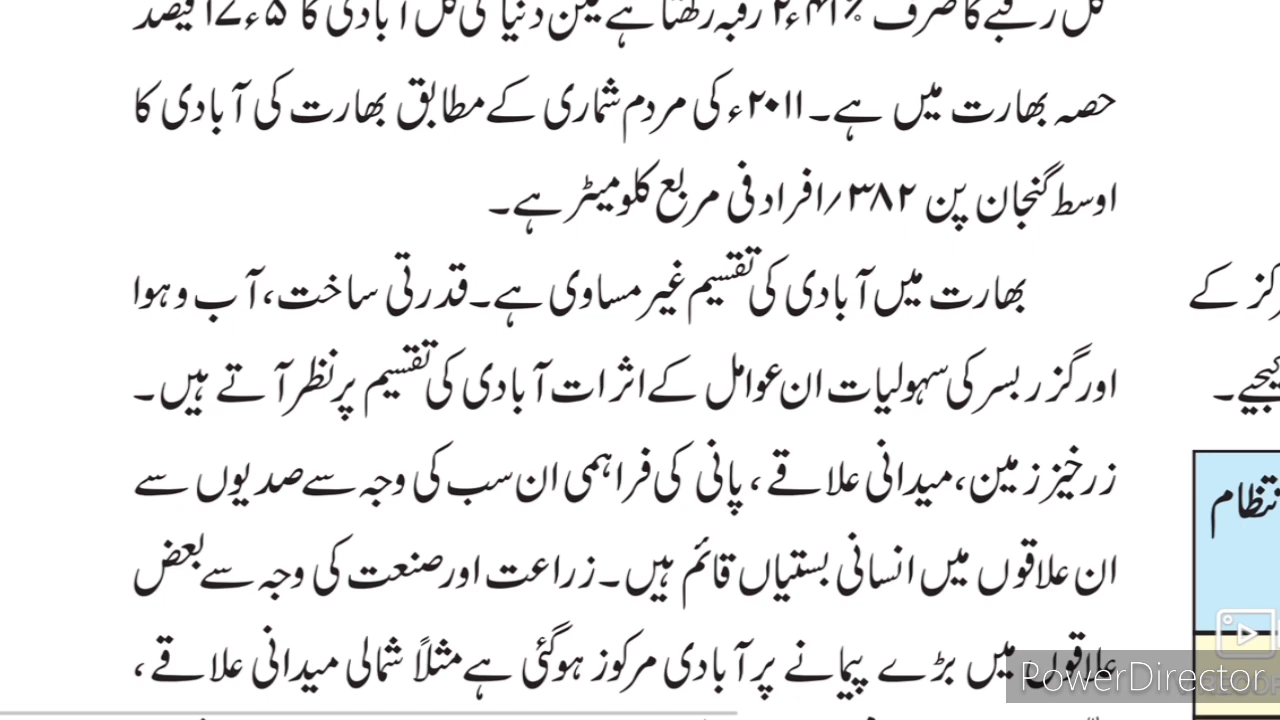 کل رقبے کا صرف ۴۱٪ء۲ رقبہ رکھتا ہے لیکن دنیا کی کل آبادی کا ۵ء۱۷ فیصد
حصہ بھارت میں ہے۔ ۲۰۱۱ء کی مردم شماری کے مطابق بھارت کی آبادی کا
اوسط گنجان پن ۳۸۲؍افراد فی مربع کلومیٹر ہے۔
بھارت میں آبادی کی تقسیم غیر مساوی ہے۔ قدرتی ساخت، آب و ہوا
اور گزر بسر کی سہولیات ان عوامل کے اثرات آبادی کی تقسیم پر نظر آتے ہیں۔
زرخیز زمین، میدانی علاقے، پانی کی فراہمی ان سب کی وجہ سے صدیوں سے
ان علاقوں میں انسانی بستیاں قائم ہیں۔ زراعت اور صنعت کی وجہ سے بعض
علاقوں میں بڑے پیمانے پر آبادی مرکوز ہوگئی ہے مثلاً شمالی میدانی علاقے،
کے
۔
PowerDirector